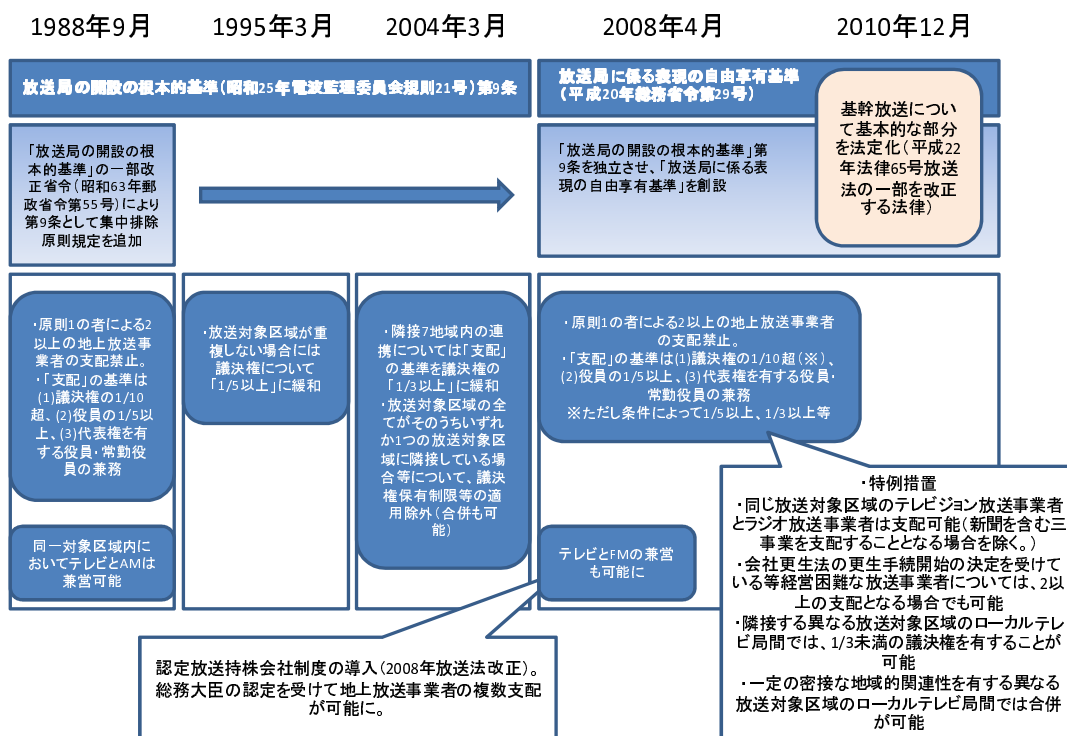 1988年9月
1995年3月
2004年3月
2008年4月
2010年12月
放送局の開設の根本的基準(昭和25年電波監理委員会規則21号)第9条
放送局に係る表現の自由享有基準
(平成20年総務省令第29号)
基幹放送につい
て基本的な部分
を法定化(平成22
年法律65号放送
法の一部を改正
する法律)
「放送局の開設の根
本的基準」の一部改
正省令(昭和63年郵
政省令第55号)により
第9条として集中排除
原則規定を追加
「放送局の開設の根本的基準」第
9条を独立させ、「放送局に係る表
現の自由享有基準」を創設
・原則1の者による2
以上の地上放送事
業者の支配禁止。
・「支配」の基準は
(1)議決権の1/10
超、(2)役員の1/5以
上、(3)代表権を有
する役員・常勤役
員の兼務
同一対象区域内に
おいてテレビとAMは
兼営可能
・放送対象区域が重
複しない場合には
議決権について
「1/5以上」に緩和
・隣接7地域内の連
携については「支配」
の基準を議決権の
「1/3以上」に緩和
・放送対象区域の全
てがそのうちいずれ
か1つの放送対象区
域に隣接している場
合等について、議決
権保有制限等の適
用除外(合併も可
能)
・原則1の者による2以上の地上放送事業者
の支配禁止。
・「支配」の基準は(1)議決権の1/10超(※)、
(2)役員の1/5以上、(3)代表権を有する役員・
常勤役員の兼務
※ただし条件によって1/5以上、1/3以上等
テレビとFMの兼営
も可能に
・特例措置
・同じ放送対象区域のテレビジョン放送事業者
とラジオ放送事業者は支配可能(新聞を含む三
事業を支配することとなる場合を除く。)
・会社更生法の更生手続開始の決定を受けて
いる等経営困難な放送事業者については、2以
上の支配となる場合でも可能
・隣接する異なる放送対象区域のローカルテレ
ビ局間では、1/3未満の議決権を有することが
可能
・一定の密接な地域的関連性を有する異なる
放送対象区域のローカルテレビ局間では合併
が可能
認定放送持株会社制度の導入(2008年放送法改正)。
総務大臣の認定を受けて地上放送事業者の複数支配
が可能に。